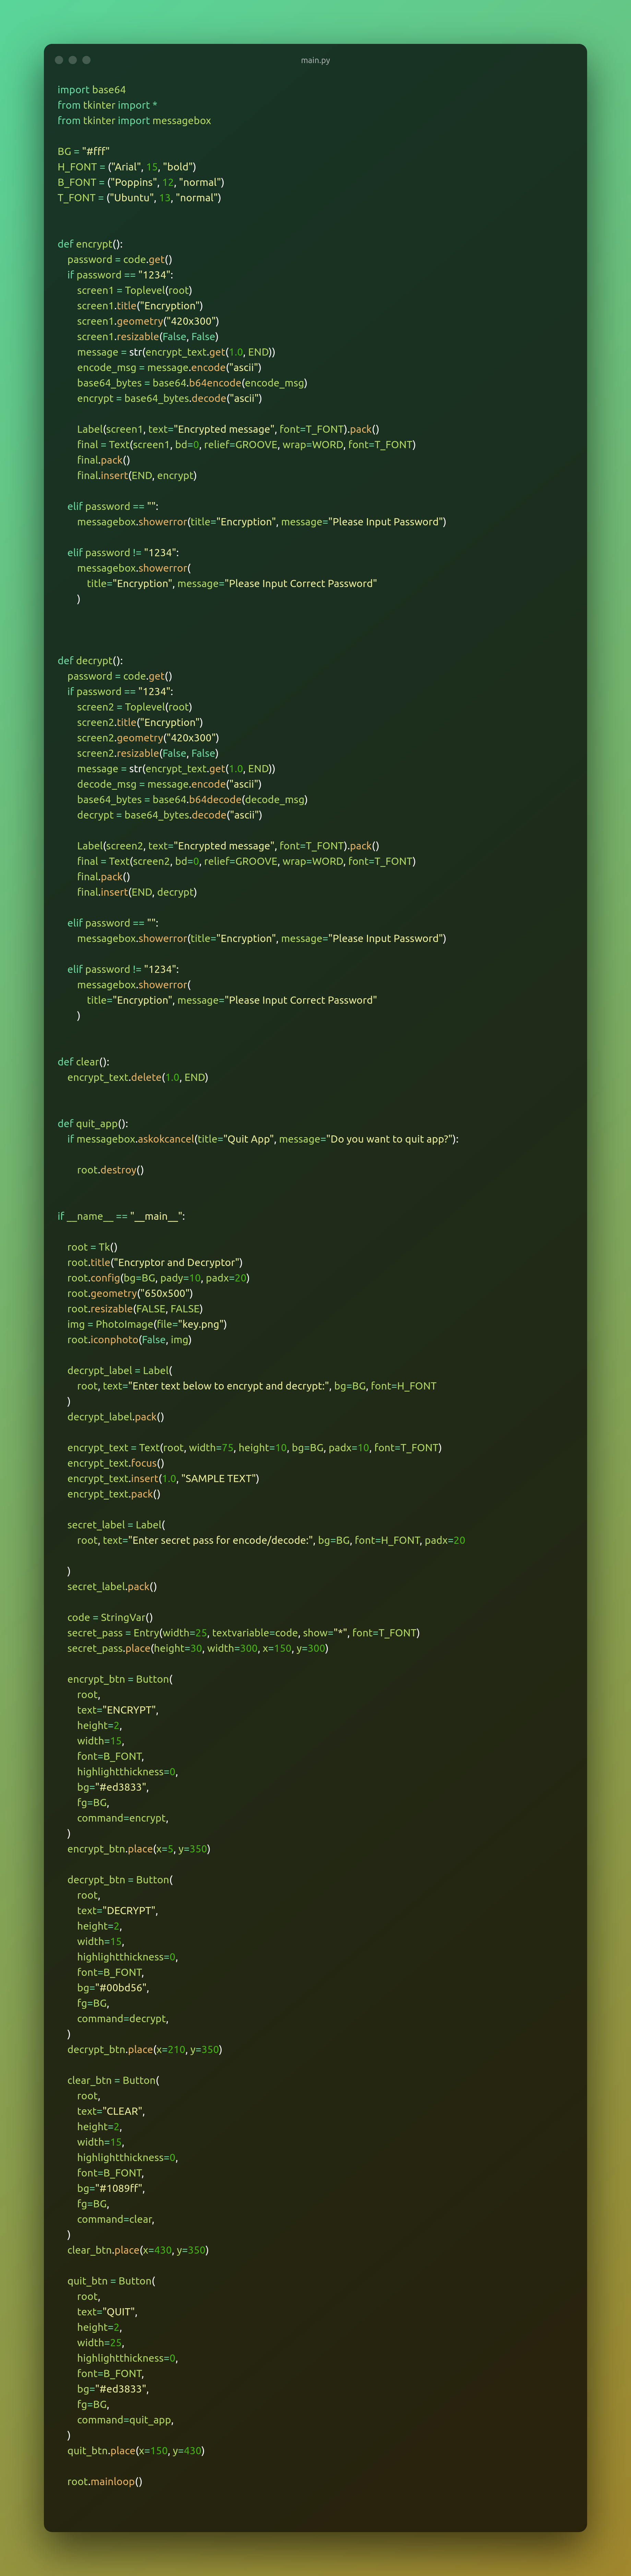 main.py
import base64
from tkinter import *
from tkinter import messagebox

BG = "#fff"
H_FONT = ("Arial", 15, "bold")
B_FONT = ("Poppins", 12, "normal")
T_FONT = ("Ubuntu", 13, "normal")


def encrypt():
    password = code.get()
    if password == "1234":
        screen1 = Toplevel(root)
        screen1.title("Encryption")
        screen1.geometry("420x300")
        screen1.resizable(False, False)
        message = str(encrypt_text.get(1.0, END))
        encode_msg = message.encode("ascii")
        base64_bytes = base64.b64encode(encode_msg)
        encrypt = base64_bytes.decode("ascii")

        Label(screen1, text="Encrypted message", font=T_FONT).pack()
        final = Text(screen1, bd=0, relief=GROOVE, wrap=WORD, font=T_FONT)
        final.pack()
        final.insert(END, encrypt)

    elif password == "":
        messagebox.showerror(title="Encryption", message="Please Input Password")

    elif password != "1234":
        messagebox.showerror(
            title="Encryption", message="Please Input Correct Password"
        )



def decrypt():
    password = code.get()
    if password == "1234":
        screen2 = Toplevel(root)
        screen2.title("Encryption")
        screen2.geometry("420x300")
        screen2.resizable(False, False)
        message = str(encrypt_text.get(1.0, END))
        decode_msg = message.encode("ascii")
        base64_bytes = base64.b64decode(decode_msg)
        decrypt = base64_bytes.decode("ascii")

        Label(screen2, text="Encrypted message", font=T_FONT).pack()
        final = Text(screen2, bd=0, relief=GROOVE, wrap=WORD, font=T_FONT)
        final.pack()
        final.insert(END, decrypt)

    elif password == "":
        messagebox.showerror(title="Encryption", message="Please Input Password")

    elif password != "1234":
        messagebox.showerror(
            title="Encryption", message="Please Input Correct Password"
        )


def clear():
    encrypt_text.delete(1.0, END)


def quit_app():
    if messagebox.askokcancel(title="Quit App", message="Do you want to quit app?"):

        root.destroy()


if __name__ == "__main__":

    root = Tk()
    root.title("Encryptor and Decryptor")
    root.config(bg=BG, pady=10, padx=20)
    root.geometry("650x500")
    root.resizable(FALSE, FALSE)
    img = PhotoImage(file="key.png")
    root.iconphoto(False, img)

    decrypt_label = Label(
        root, text="Enter text below to encrypt and decrypt:", bg=BG, font=H_FONT
    )
    decrypt_label.pack()

    encrypt_text = Text(root, width=75, height=10, bg=BG, padx=10, font=T_FONT)
    encrypt_text.focus()
    encrypt_text.insert(1.0, "SAMPLE TEXT")
    encrypt_text.pack()

    secret_label = Label(
        root, text="Enter secret pass for encode/decode:", bg=BG, font=H_FONT, padx=20

    )
    secret_label.pack()

    code = StringVar()
    secret_pass = Entry(width=25, textvariable=code, show="*", font=T_FONT)
    secret_pass.place(height=30, width=300, x=150, y=300)

    encrypt_btn = Button(
        root,
        text="ENCRYPT",
        height=2,
        width=15,
        font=B_FONT,
        highlightthickness=0,
        bg="#ed3833",
        fg=BG,
        command=encrypt,
    )
    encrypt_btn.place(x=5, y=350)

    decrypt_btn = Button(
        root,
        text="DECRYPT",
        height=2,
        width=15,
        highlightthickness=0,
        font=B_FONT,
        bg="#00bd56",
        fg=BG,
        command=decrypt,
    )
    decrypt_btn.place(x=210, y=350)

    clear_btn = Button(
        root,
        text="CLEAR",
        height=2,
        width=15,
        highlightthickness=0,
        font=B_FONT,
        bg="#1089ff",
        fg=BG,
        command=clear,
    )
    clear_btn.place(x=430, y=350)

    quit_btn = Button(
        root,
        text="QUIT",
        height=2,
        width=25,
        highlightthickness=0,
        font=B_FONT,
        bg="#ed3833",
        fg=BG,
        command=quit_app,
    )
    quit_btn.place(x=150, y=430)

    root.mainloop()